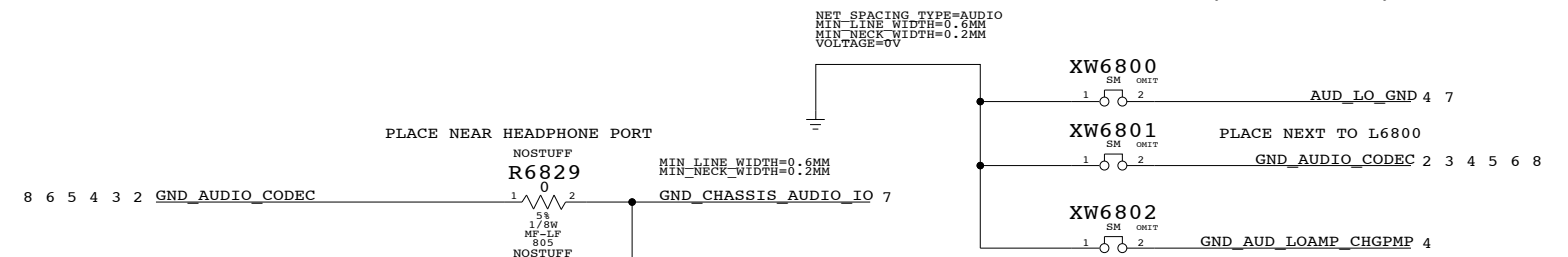 NET_SPACING_TYPE=AUDIO
MIN_LINE_WIDTH=0.6MM
MIN_NECK_WIDTH=0.2MM
VOLTAGE=0V
XW6800
SM OMIT
1 2
AUD_LO_GND 4 7
XW6801
SM OMIT
PLACE NEXT TO L6800
1 2
GND_AUDIO_CODEC 2 3 4 5 6 8
PLACE NEAR HEADPHONE PORT
NOSTUFF
R6829
0
MIN_LINE_WIDTH=0.6MM
MIN_NECK_WIDTH=0.2MM
8 6 5 4 3 2 GND_AUDIO_CODEC
1 2
GND_CHASSIS_AUDIO_IO 7
5%
1/8W
MF-LF
805
NOSTUFF
XW6802
SM OMIT
1 2
GND_AUD_LOAMP_CHGPMP 4